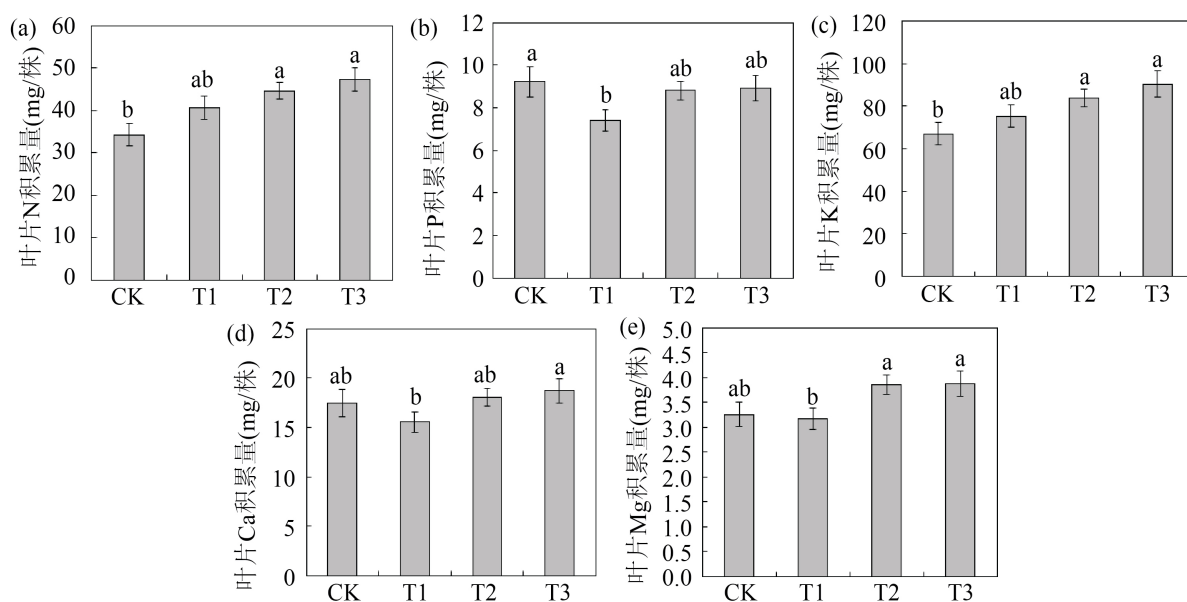 (a)
叶片N积累量(mg/株)
60
50
40
30
20
10
0
b
ab
a
a
CK T1 T2 T3
(b)
叶片P积累量(mg/株)
12
10
8
6
4
2
0
a
b
ab
ab
CK T1 T2 T3
(c)
叶片K积累量(mg/株)
120
100
80
60
40
20
0
b
ab
a
a
CK T1 T2 T3
(d)
叶片Ca积累量(mg/株)
25
20
15
10
5
0
ab
b
ab
a
CK T1 T2 T3
(e)
叶片Mg积累量(mg/株)
5.0
4.5
4.0
3.5
3.0
2.5
2.0
1.5
1.0
0.5
0.0
ab
b
a
a
CK T1 T2 T3